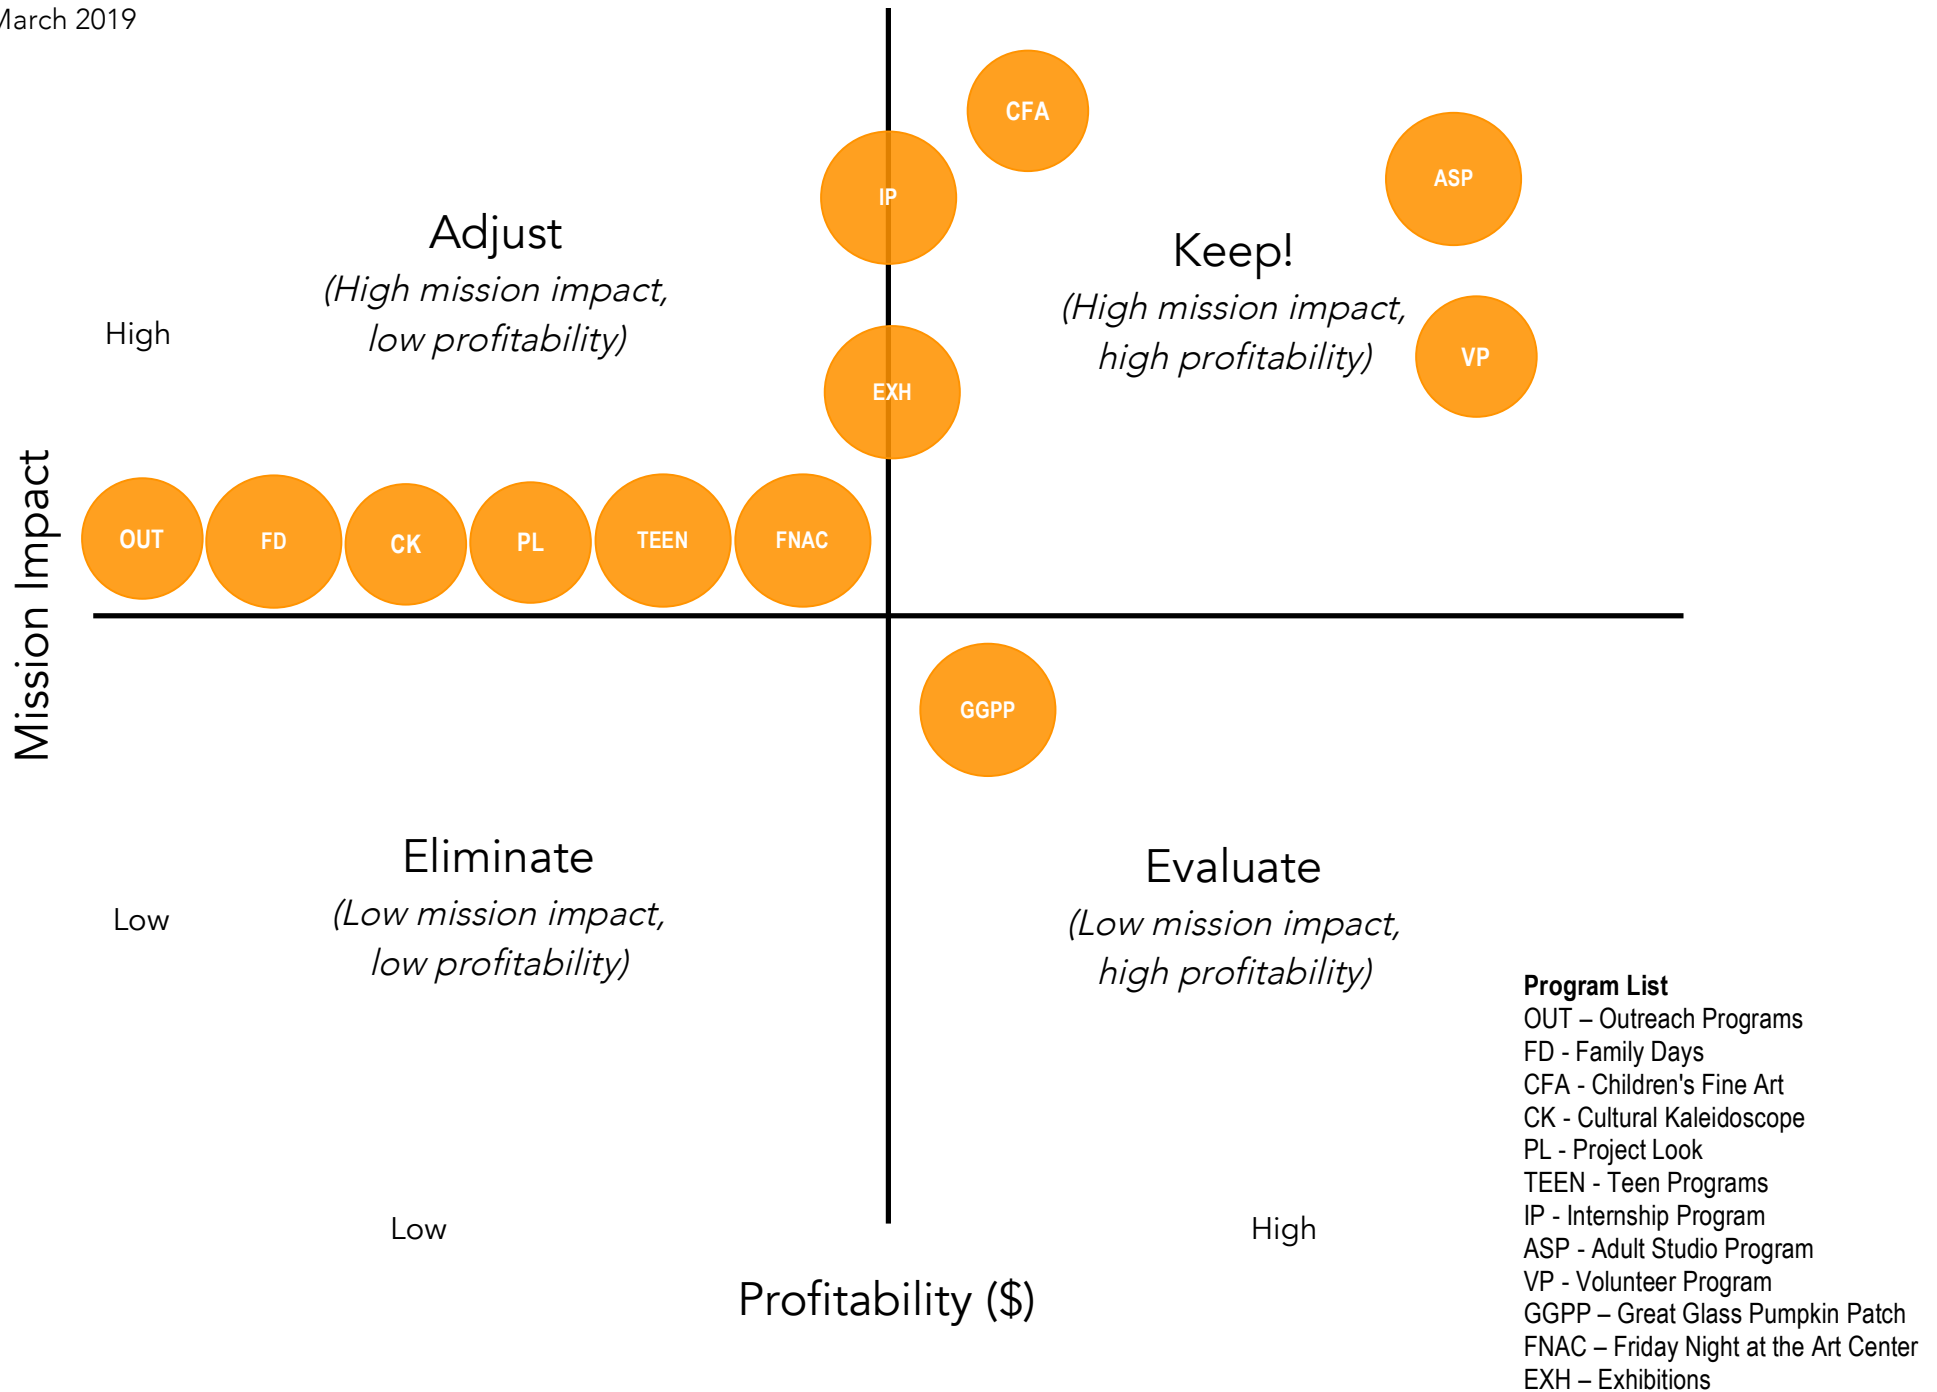 March 2019
CFA
ASP
IP
Adjust
(High mission impact,
low profitability)
Keep!
(High mission impact,
high profitability)
High
VP
EXH
Mission Impact
OUT
FD
CK
PL
TEEN
FNAC
GGPP
Eliminate
(Low mission impact,
low profitability)
Evaluate
(Low mission impact,
high profitability)
Low
Low
High
Profitability ($)
Program List
OUT – Outreach Programs
FD - Family Days
CFA - Children's Fine Art
CK - Cultural Kaleidoscope
PL - Project Look
TEEN - Teen Programs
IP - Internship Program
ASP - Adult Studio Program
VP - Volunteer Program
GGPP – Great Glass Pumpkin Patch
FNAC – Friday Night at the Art Center
EXH – Exhibitions